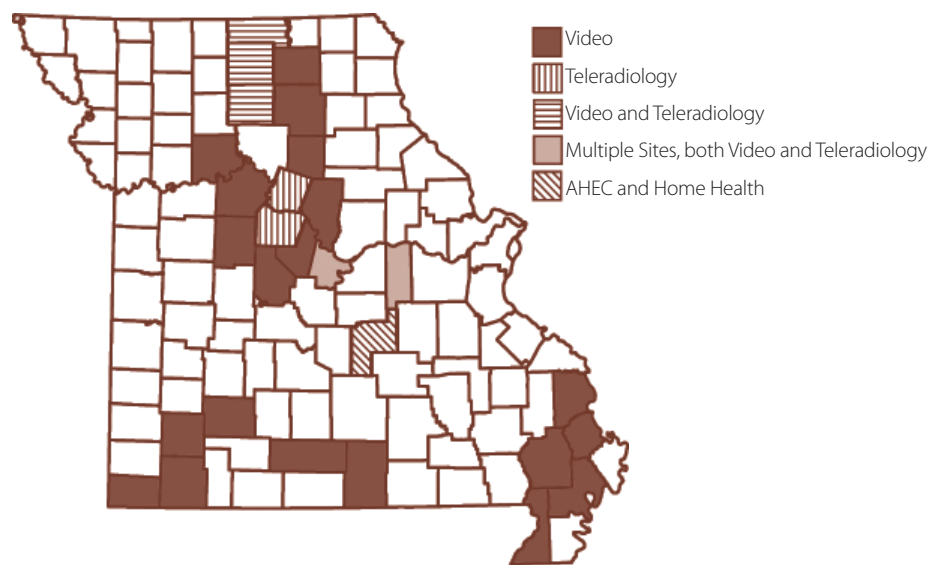 Video
Teleradiology
Video and Teleradiology
Multiple Sites, both Video and Teleradiology
AHEC and Home Health